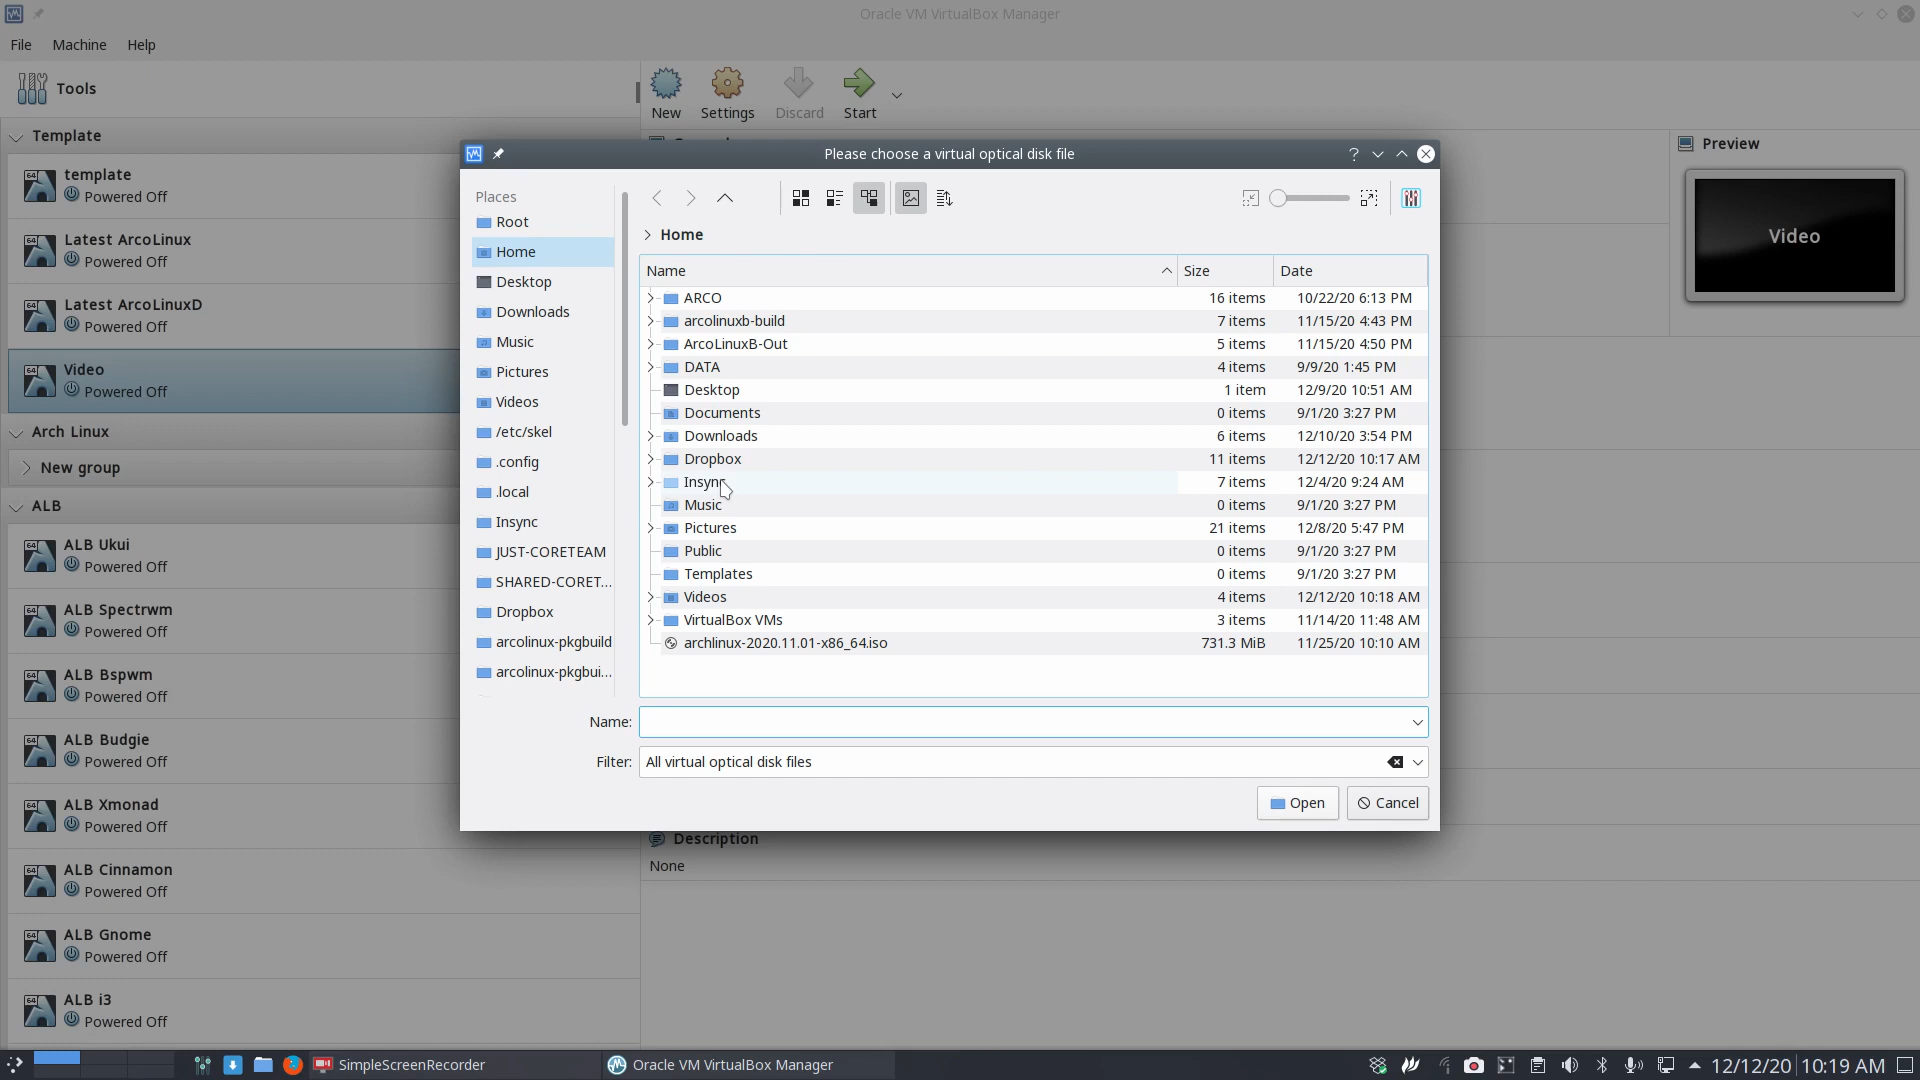 Oracle VM VirtualBox Manager
File Machine Help
Tools
New Settings Discard Start
Template
template
Powered Off
Latest ArcoLinux
Powered Off
Latest ArcoLinuxD
Powered Off
Video
Powered Off
Arch Linux
New group
ALB
ALB Ukui
Powered Off
ALB Spectrwm
Powered Off
ALB Bspwm
Powered Off
ALB Budgie
Powered Off
ALB Xmonad
Powered Off
ALB Cinnamon
Powered Off
ALB Gnome
Powered Off
ALB i3
Powered Off
Please choose a virtual optical disk file
Places
Root
Home
Desktop
Downloads
Music
Pictures
Videos
/etc/skel
.config
.local
Insync
JUST-CORETEAM
SHARED-CORET...
Dropbox
arcolinux-pkgbuild
arcolinux-pkgbui...
Home
Name Size Date
ARCO 16 items 10/22/20 6:13 PM
arcolinuxb-build 7 items 11/15/20 4:43 PM
ArcoLinuxB-Out 5 items 11/15/20 4:50 PM
DATA 4 items 9/9/20 1:45 PM
Desktop 1 item 12/9/20 10:51 AM
Documents 0 items 9/1/20 3:27 PM
Downloads 6 items 12/10/20 3:54 PM
Dropbox 11 items 12/12/20 10:17 AM
Insync 7 items 12/4/20 9:24 AM
Music 0 items 9/1/20 3:27 PM
Pictures 21 items 12/8/20 5:47 PM
Public 0 items 9/1/20 3:27 PM
Templates 0 items 9/1/20 3:27 PM
Videos 4 items 12/12/20 10:18 AM
VirtualBox VMs 3 items 11/14/20 11:48 AM
archlinux-2020.11.01-x86_64.iso 731.3 MiB 11/25/20 10:10 AM
Name:
Filter: All virtual optical disk files
Open Cancel
Preview
Video
Description
None
SimpleScreenRecorder
Oracle VM VirtualBox Manager
12/12/20 10:19 AM